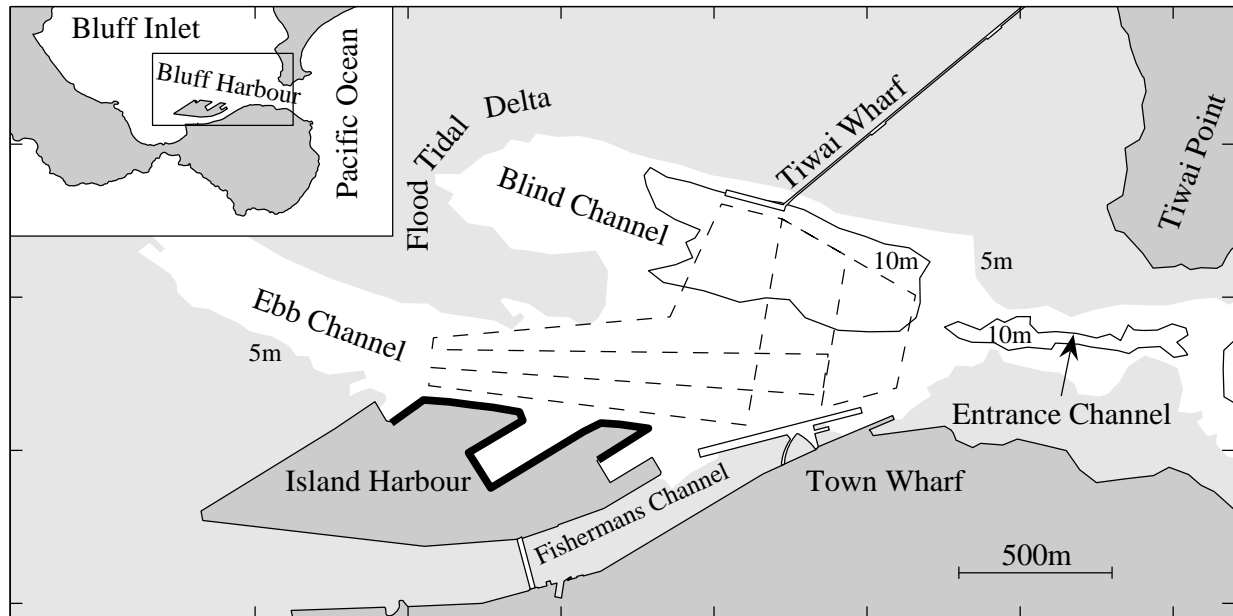 Bluff Inlet
Bluff Harbour
Pacific Ocean
Flood Tidal Delta
Blind Channel
Tiwai Wharf
Tiwai Point
10m
5m
Ebb Channel
5m
10m
Entrance Channel
Island Harbour
Fishermans Channel
Town Wharf
500m